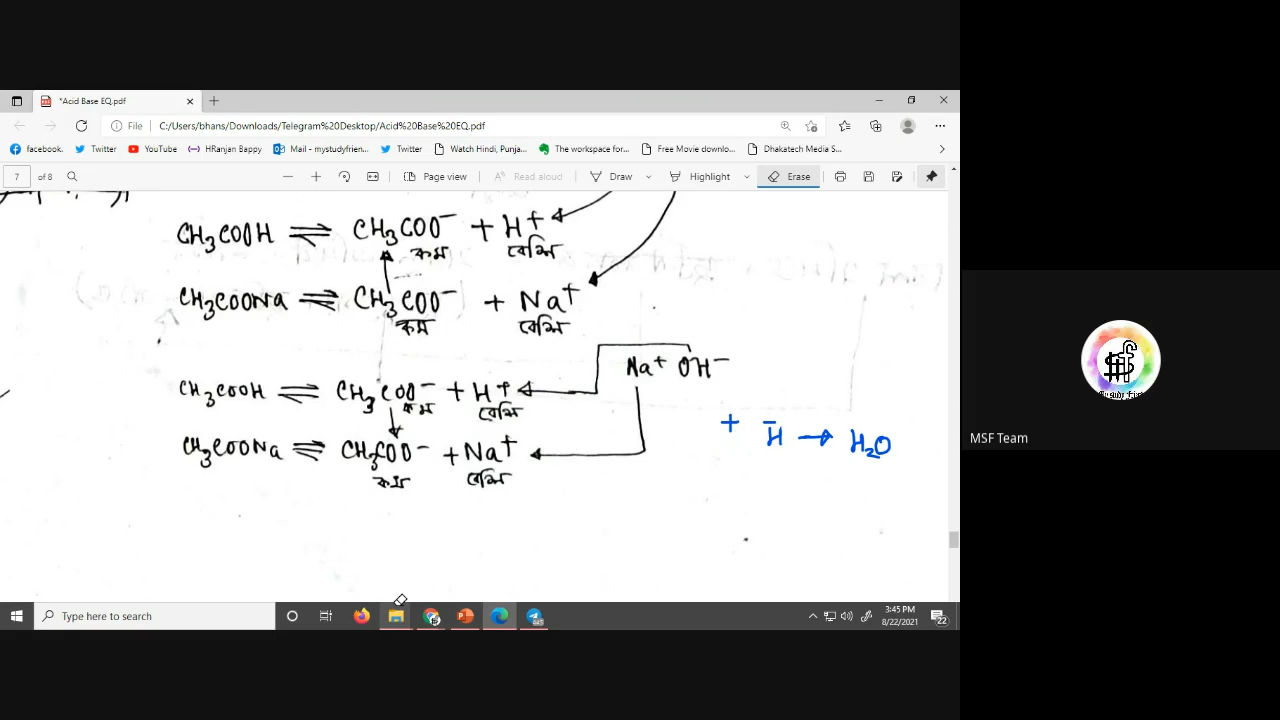 *Acid Base EQ.pdf
File C:/Users/bhans/Downloads/Telegram%20Desktop/Acid%20Base%20EQ.pdf
facebook. Twitter YouTube HRanjan Bappy Mail - mystudyfrien... Twitter Watch Hindi, Punja... The workspace for... Free Movie downlo... Dhakatech Media S...
7 of 8 Page view Read aloud Draw Highlight Erase
CH3COOH ⇌ CH3COO− + H+
কম বেশি
CH3COONa ⇌ CH3COO− + Na+
কম বেশি
Na+ OH−
CH3COOH ⇌ CH3COO− + H+
কম বেশি
+ H̄ → H2O
CH3COONa ⇌ CH3COO− + Na+
কম বেশি
MSF Team
Type here to search
3:45 PM
8/22/2021
22